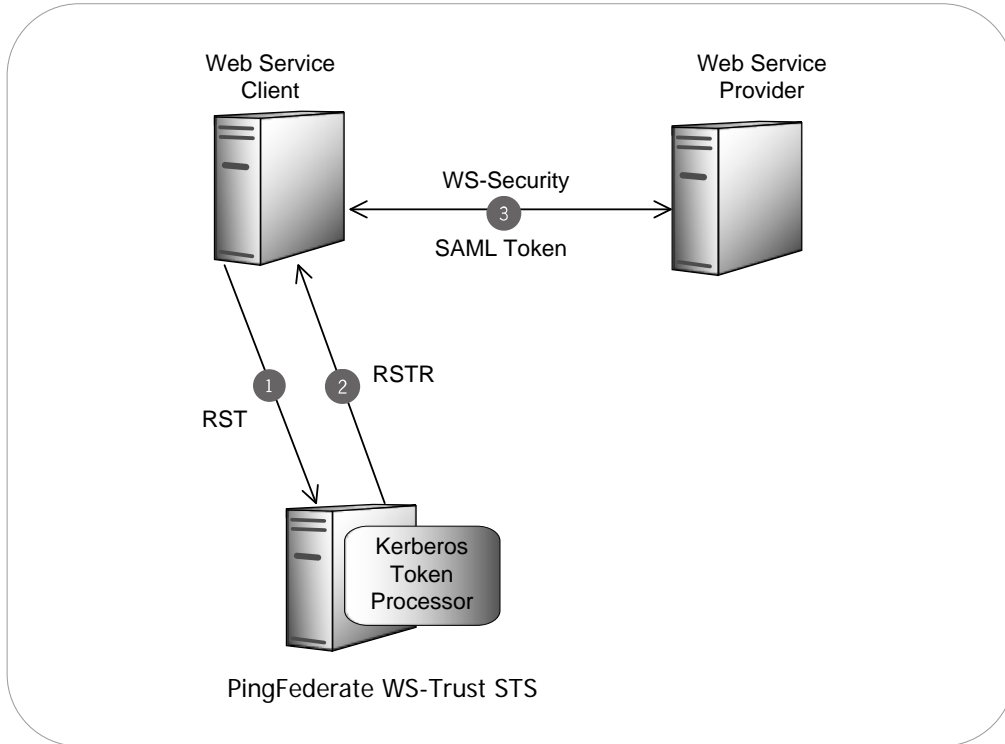 Web Service
Client
Web Service
Provider
WS-Security
3
SAML Token
1
RST
2
RSTR
Kerberos
Token
Processor
PingFederate WS-Trust STS